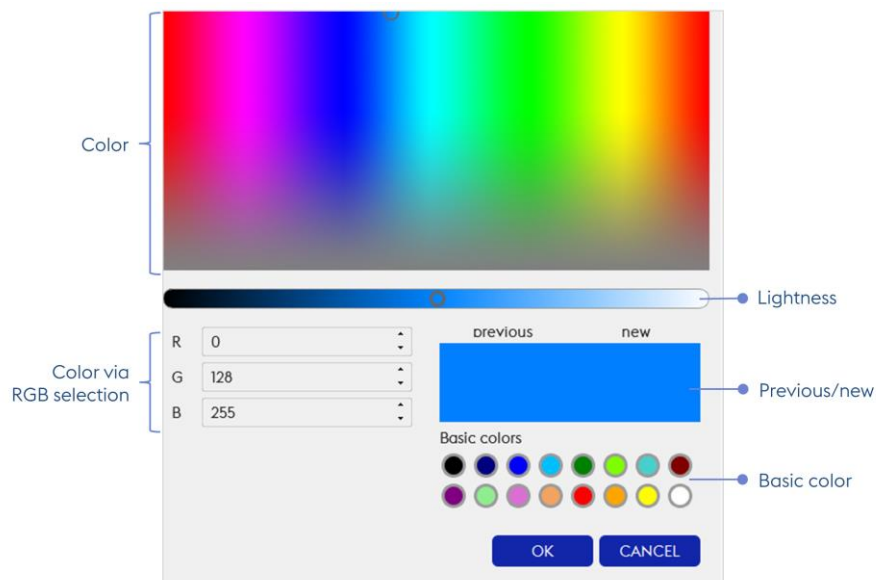 Color
Lightness
previous new
R 0
G 128
B 255
Color via
RGB selection
Previous/new
Basic colors
Basic color
OK CANCEL